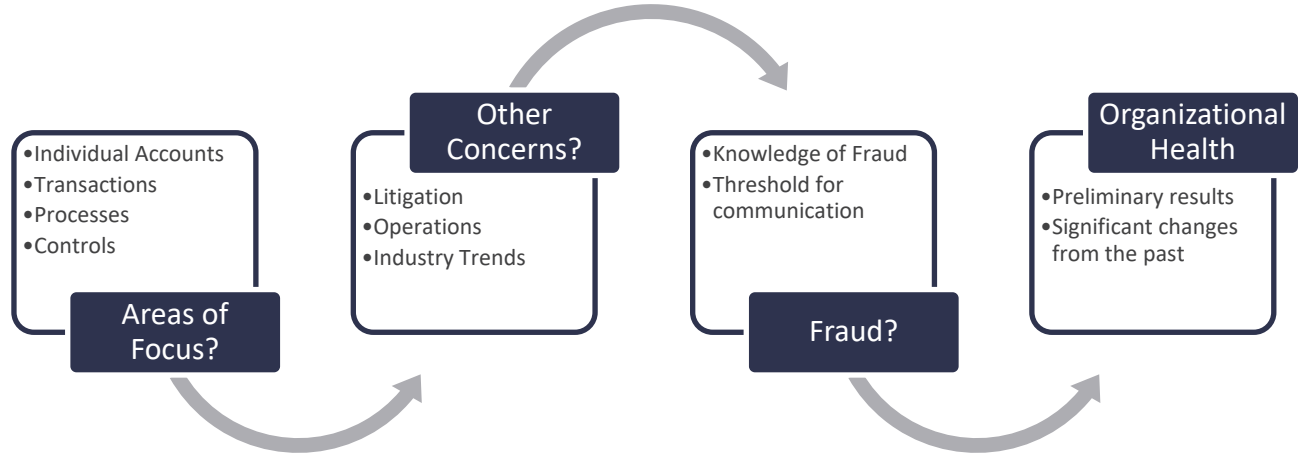 •Individual Accounts
•Transactions
•Processes
•Controls
Areas of
Focus?
Other
Concerns?
•Litigation
•Operations
•Industry Trends
•Knowledge of Fraud
•Threshold for
communication
Fraud?
Organizational
Health
•Preliminary results
•Significant changes
from the past